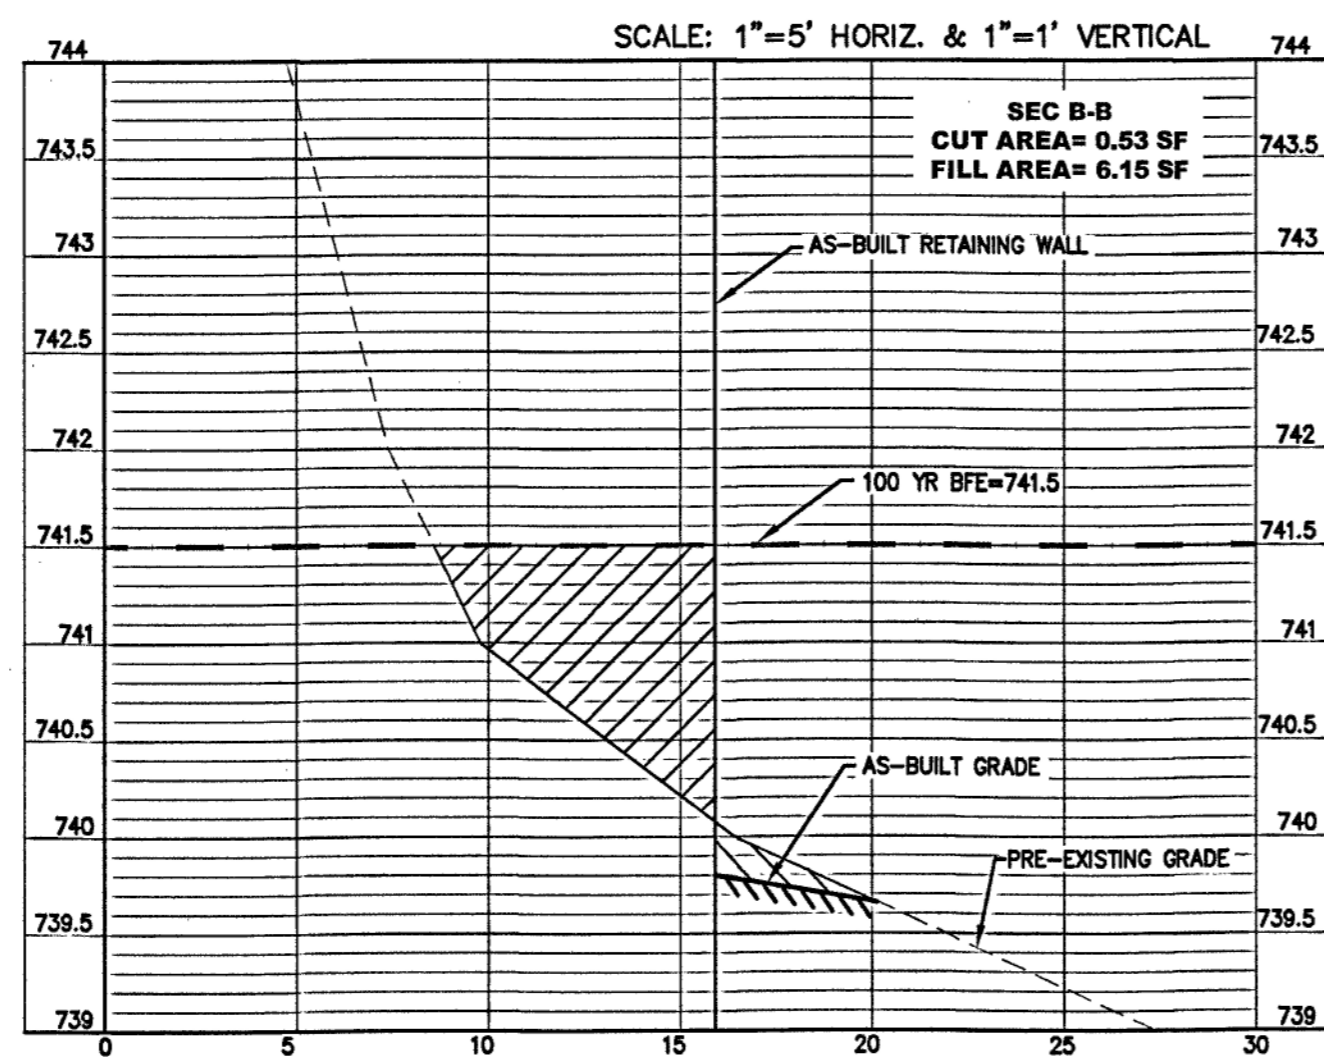 SCALE: 1"=5' HORIZ. & 1"=1' VERTICAL
744 744
SEC B-B
CUT AREA= 0.53 SF
FILL AREA= 6.15 SF
743.5 743.5
743 743
AS-BUILT RETAINING WALL
742.5 742.5
742 742
100 YR BFE=741.5
741.5 741.5
741 741
740.5 740.5
AS-BUILT GRADE
740 740
PRE-EXISTING GRADE
739.5 739.5
739 739
0 5 10 15 20 25 30